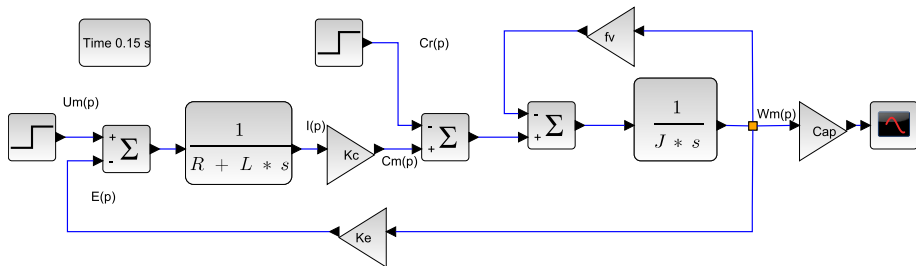 Time 0.15 s
Cr(p)
fv
Um(p)
+
-
Σ
E(p)
1
R + L * s
I(p)
Kc
Cm(p)
-
+
Σ
-
+
Σ
1
J * s
Wm(p)
Cap
Ke